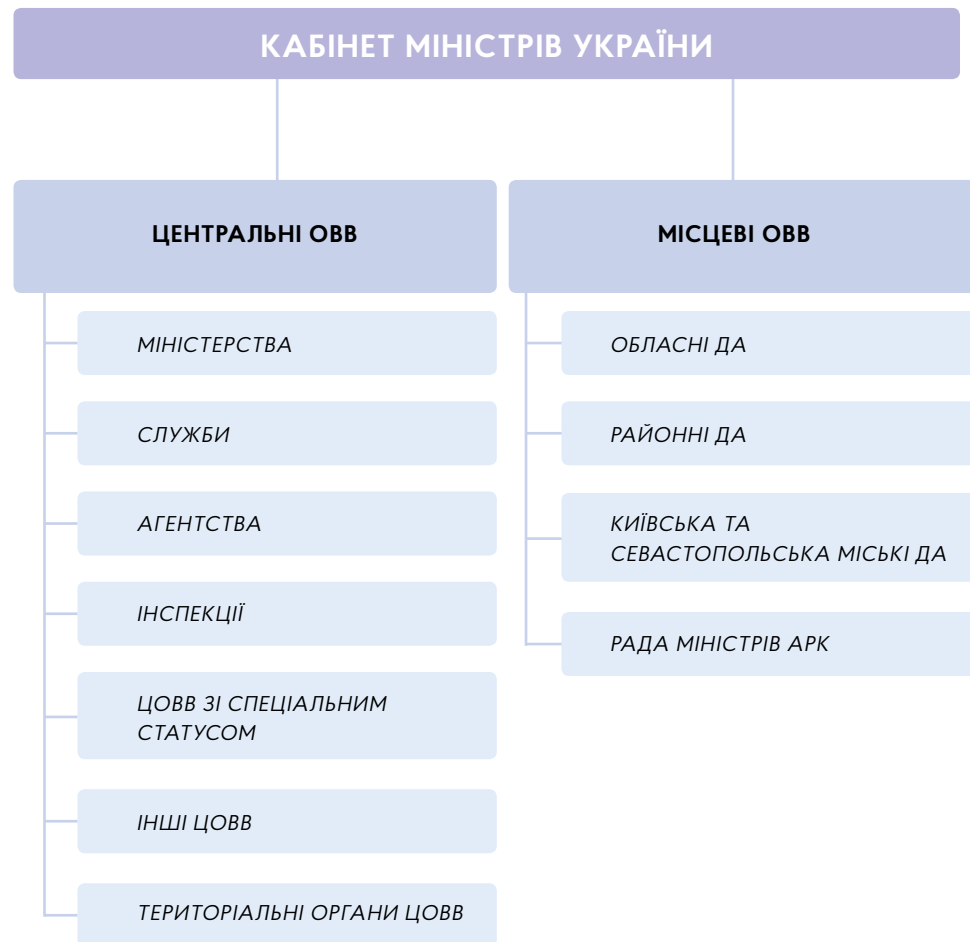 КАБІНЕТ МІНІСТРІВ УКРАЇНИ
ЦЕНТРАЛЬНІ ОВВ
МІНІСТЕРСТВА
СЛУЖБИ
АГЕНТСТВА
ІНСПЕКЦІЇ
ЦОВВ ЗІ СПЕЦІАЛЬНИМ
СТАТУСОМ
ІНШІ ЦОВВ
ТЕРИТОРІАЛЬНІ ОРГАНИ ЦОВВ
МІСЦЕВІ ОВВ
ОБЛАСНІ ДА
РАЙОННІ ДА
КИЇВСЬКА ТА
СЕВАСТОПОЛЬСЬКА МІСЬКІ ДА
РАДА МІНІСТРІВ АРК